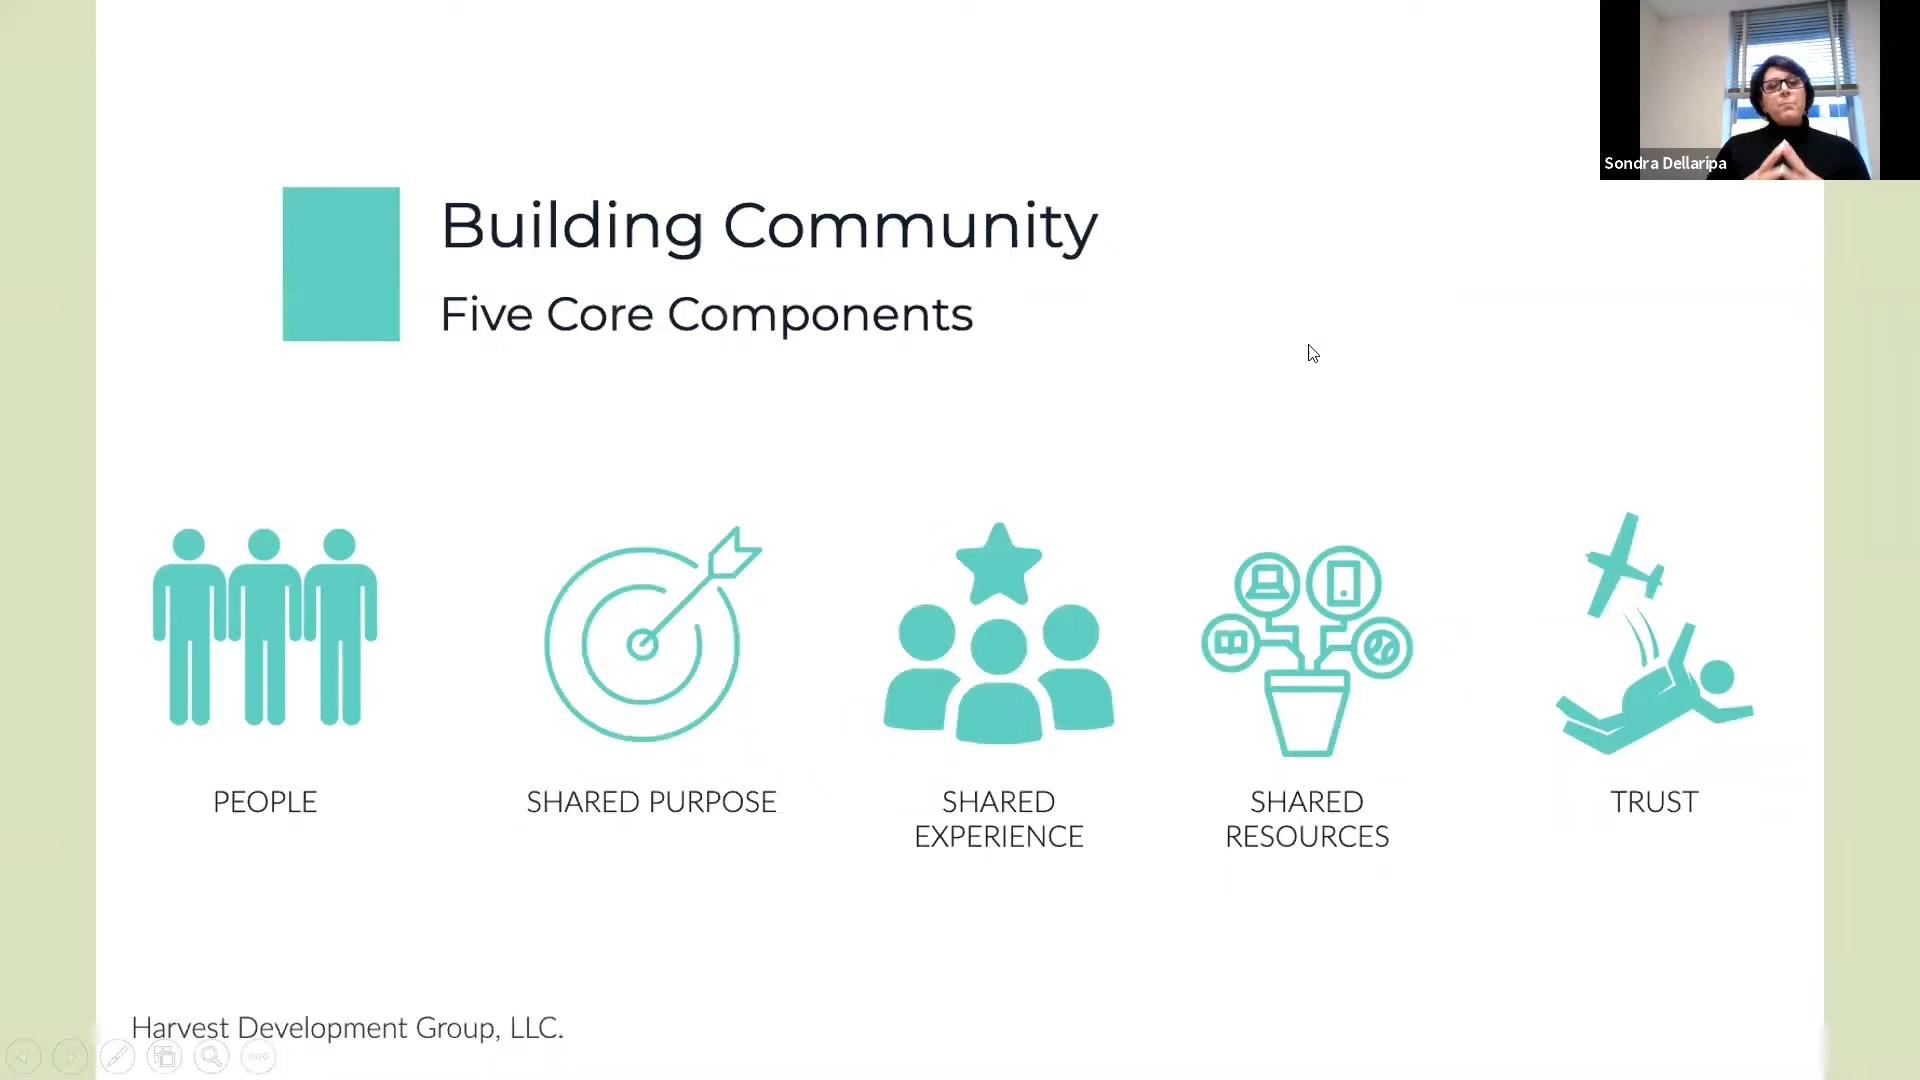 Sondra Dellaripa
Building Community
Five Core Components
PEOPLE
SHARED PURPOSE
SHARED
EXPERIENCE
SHARED
RESOURCES
TRUST
Harvest Development Group, LLC.